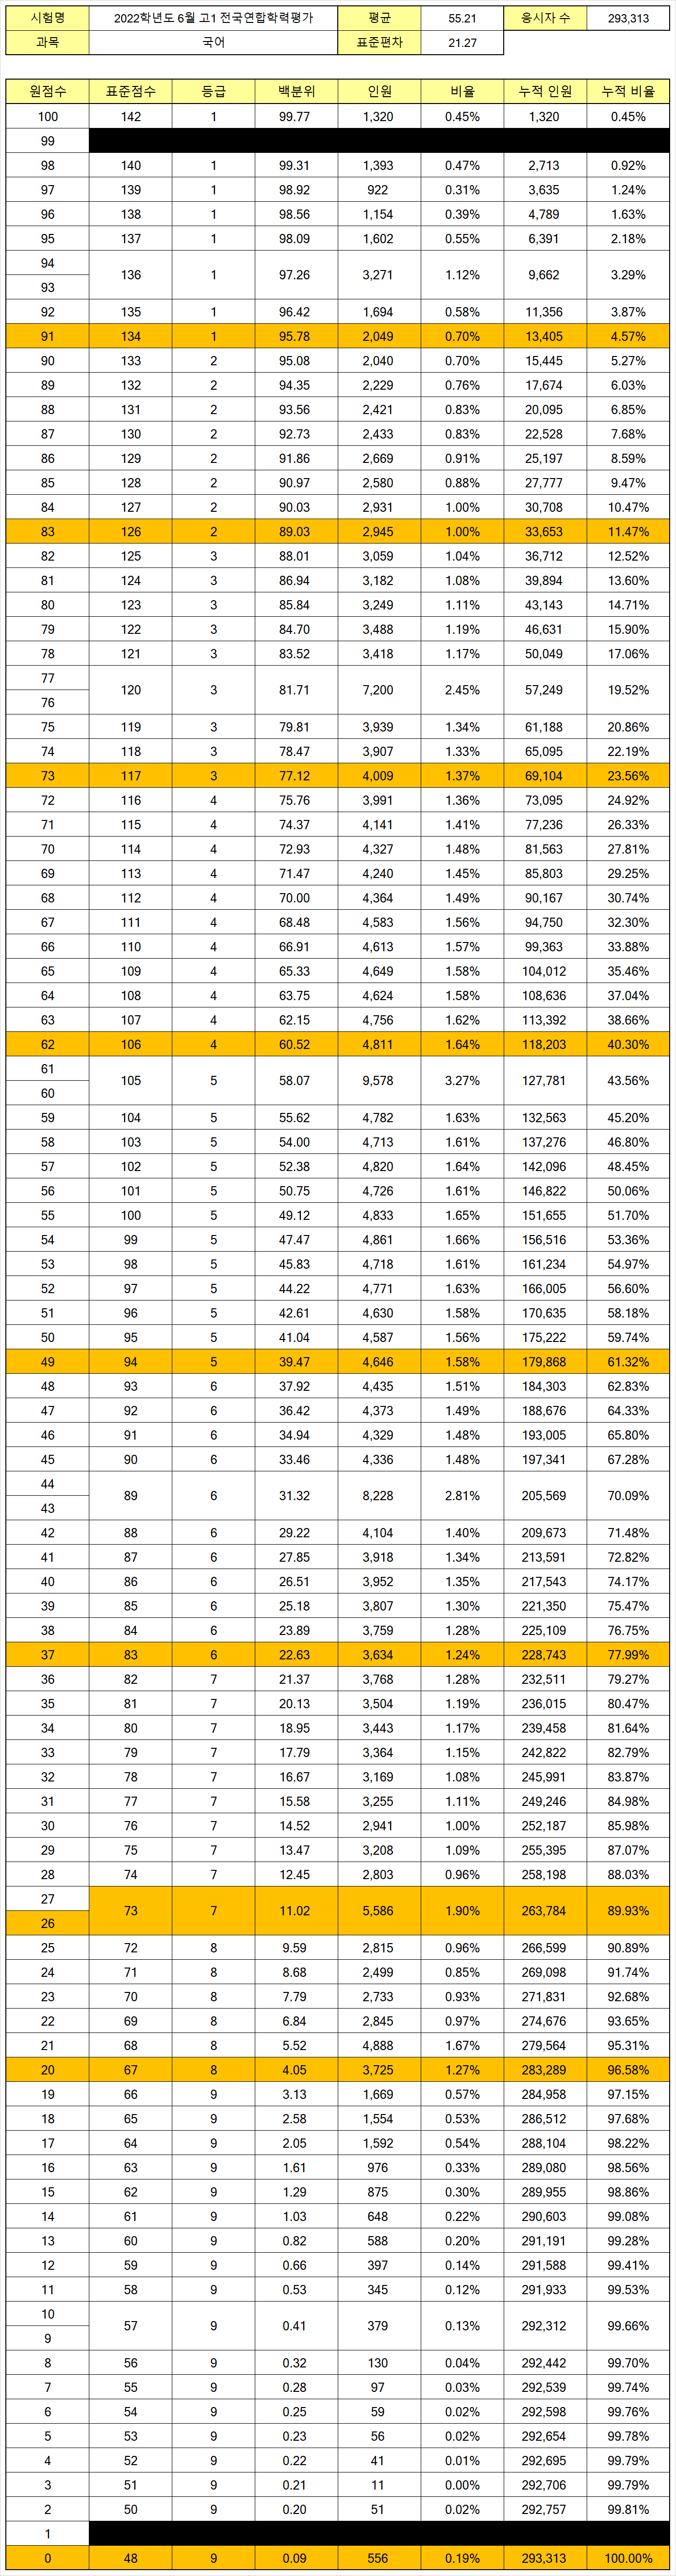 시험명 2022학년도 6월 고1 전국연합학력평가 평균 55.21 응시자 수 293,313
과목 국어 표준편차 21.27
원점수 표준점수 등급 백분위 인원 비율 누적 인원 누적 비율
100 142 1 99.77 1,320 0.45% 1,320 0.45%
99
98 140 1 99.31 1,393 0.47% 2,713 0.92%
97 139 1 98.92 922 0.31% 3,635 1.24%
96 138 1 98.56 1,154 0.39% 4,789 1.63%
95 137 1 98.09 1,602 0.55% 6,391 2.18%
94
136 1 97.26 3,271 1.12% 9,662 3.29%
93
92 135 1 96.42 1,694 0.58% 11,356 3.87%
91 134 1 95.78 2,049 0.70% 13,405 4.57%
90 133 2 95.08 2,040 0.70% 15,445 5.27%
89 132 2 94.35 2,229 0.76% 17,674 6.03%
88 131 2 93.56 2,421 0.83% 20,095 6.85%
87 130 2 92.73 2,433 0.83% 22,528 7.68%
86 129 2 91.86 2,669 0.91% 25,197 8.59%
85 128 2 90.97 2,580 0.88% 27,777 9.47%
84 127 2 90.03 2,931 1.00% 30,708 10.47%
83 126 2 89.03 2,945 1.00% 33,653 11.47%
82 125 3 88.01 3,059 1.04% 36,712 12.52%
81 124 3 86.94 3,182 1.08% 39,894 13.60%
80 123 3 85.84 3,249 1.11% 43,143 14.71%
79 122 3 84.70 3,488 1.19% 46,631 15.90%
78 121 3 83.52 3,418 1.17% 50,049 17.06%
77
120 3 81.71 7,200 2.45% 57,249 19.52%
76
75 119 3 79.81 3,939 1.34% 61,188 20.86%
74 118 3 78.47 3,907 1.33% 65,095 22.19%
73 117 3 77.12 4,009 1.37% 69,104 23.56%
72 116 4 75.76 3,991 1.36% 73,095 24.92%
71 115 4 74.37 4,141 1.41% 77,236 26.33%
70 114 4 72.93 4,327 1.48% 81,563 27.81%
69 113 4 71.47 4,240 1.45% 85,803 29.25%
68 112 4 70.00 4,364 1.49% 90,167 30.74%
67 111 4 68.48 4,583 1.56% 94,750 32.30%
66 110 4 66.91 4,613 1.57% 99,363 33.88%
65 109 4 65.33 4,649 1.58% 104,012 35.46%
64 108 4 63.75 4,624 1.58% 108,636 37.04%
63 107 4 62.15 4,756 1.62% 113,392 38.66%
62 106 4 60.52 4,811 1.64% 118,203 40.30%
61
105 5 58.07 9,578 3.27% 127,781 43.56%
60
59 104 5 55.62 4,782 1.63% 132,563 45.20%
58 103 5 54.00 4,713 1.61% 137,276 46.80%
57 102 5 52.38 4,820 1.64% 142,096 48.45%
56 101 5 50.75 4,726 1.61% 146,822 50.06%
55 100 5 49.12 4,833 1.65% 151,655 51.70%
54 99 5 47.47 4,861 1.66% 156,516 53.36%
53 98 5 45.83 4,718 1.61% 161,234 54.97%
52 97 5 44.22 4,771 1.63% 166,005 56.60%
51 96 5 42.61 4,630 1.58% 170,635 58.18%
50 95 5 41.04 4,587 1.56% 175,222 59.74%
49 94 5 39.47 4,646 1.58% 179,868 61.32%
48 93 6 37.92 4,435 1.51% 184,303 62.83%
47 92 6 36.42 4,373 1.49% 188,676 64.33%
46 91 6 34.94 4,329 1.48% 193,005 65.80%
45 90 6 33.46 4,336 1.48% 197,341 67.28%
44
89 6 31.32 8,228 2.81% 205,569 70.09%
43
42 88 6 29.22 4,104 1.40% 209,673 71.48%
41 87 6 27.85 3,918 1.34% 213,591 72.82%
40 86 6 26.51 3,952 1.35% 217,543 74.17%
39 85 6 25.18 3,807 1.30% 221,350 75.47%
38 84 6 23.89 3,759 1.28% 225,109 76.75%
37 83 6 22.63 3,634 1.24% 228,743 77.99%
36 82 7 21.37 3,768 1.28% 232,511 79.27%
35 81 7 20.13 3,504 1.19% 236,015 80.47%
34 80 7 18.95 3,443 1.17% 239,458 81.64%
33 79 7 17.79 3,364 1.15% 242,822 82.79%
32 78 7 16.67 3,169 1.08% 245,991 83.87%
31 77 7 15.58 3,255 1.11% 249,246 84.98%
30 76 7 14.52 2,941 1.00% 252,187 85.98%
29 75 7 13.47 3,208 1.09% 255,395 87.07%
28 74 7 12.45 2,803 0.96% 258,198 88.03%
27
73 7 11.02 5,586 1.90% 263,784 89.93%
26
25 72 8 9.59 2,815 0.96% 266,599 90.89%
24 71 8 8.68 2,499 0.85% 269,098 91.74%
23 70 8 7.79 2,733 0.93% 271,831 92.68%
22 69 8 6.84 2,845 0.97% 274,676 93.65%
21 68 8 5.52 4,888 1.67% 279,564 95.31%
20 67 8 4.05 3,725 1.27% 283,289 96.58%
19 66 9 3.13 1,669 0.57% 284,958 97.15%
18 65 9 2.58 1,554 0.53% 286,512 97.68%
17 64 9 2.05 1,592 0.54% 288,104 98.22%
16 63 9 1.61 976 0.33% 289,080 98.56%
15 62 9 1.29 875 0.30% 289,955 98.86%
14 61 9 1.03 648 0.22% 290,603 99.08%
13 60 9 0.82 588 0.20% 291,191 99.28%
12 59 9 0.66 397 0.14% 291,588 99.41%
11 58 9 0.53 345 0.12% 291,933 99.53%
10
57 9 0.41 379 0.13% 292,312 99.66%
9
8 56 9 0.32 130 0.04% 292,442 99.70%
7 55 9 0.28 97 0.03% 292,539 99.74%
6 54 9 0.25 59 0.02% 292,598 99.76%
5 53 9 0.23 56 0.02% 292,654 99.78%
4 52 9 0.22 41 0.01% 292,695 99.79%
3 51 9 0.21 11 0.00% 292,706 99.79%
2 50 9 0.20 51 0.02% 292,757 99.81%
1
0 48 9 0.09 556 0.19% 293,313 100.00%